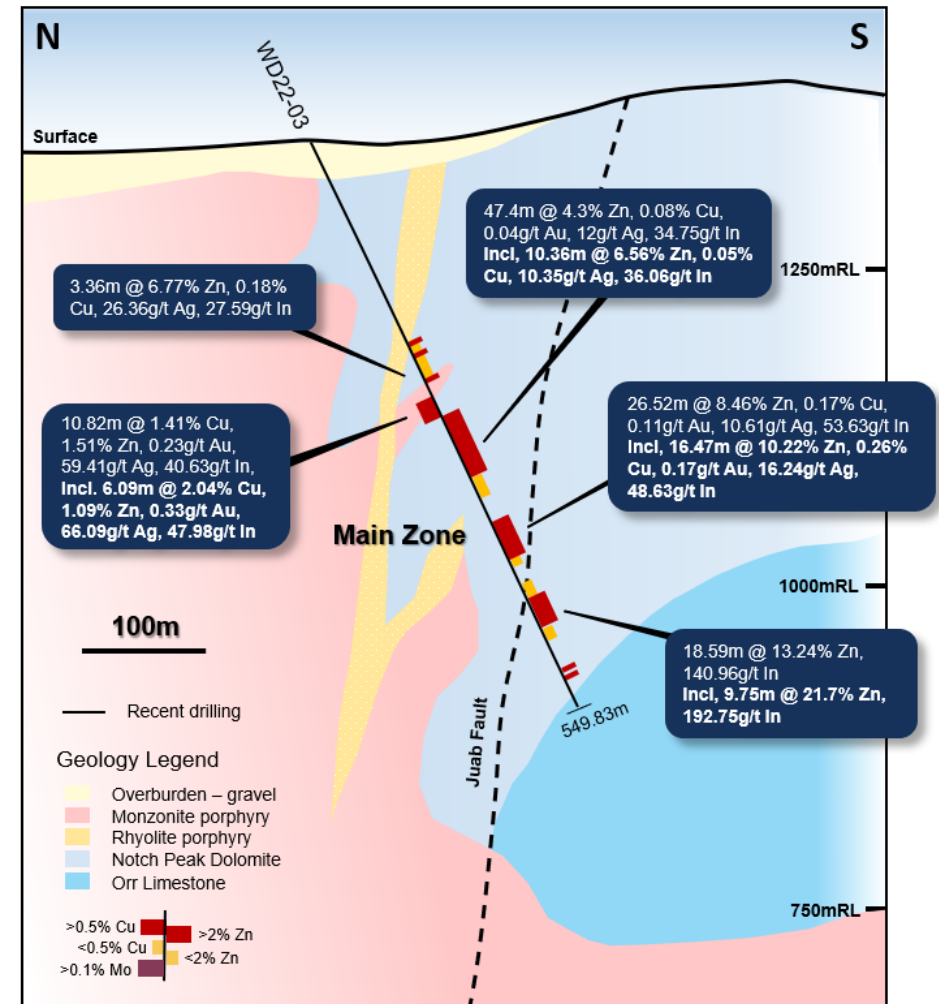 N
S
WD22-03
Surface
47.4m @ 4.3% Zn, 0.08% Cu,
0.04g/t Au, 12g/t Ag, 34.75g/t In
Incl, 10.36m @ 6.56% Zn, 0.05%
Cu, 10.35g/t Ag, 36.06g/t In
1250mRL
3.36m @ 6.77% Zn, 0.18%
Cu, 26.36g/t Ag, 27.59g/t In
26.52m @ 8.46% Zn, 0.17% Cu,
0.11g/t Au, 10.61g/t Ag, 53.63g/t In
Incl, 16.47m @ 10.22% Zn, 0.26%
Cu, 0.17g/t Au, 16.24g/t Ag,
48.63g/t In
10.82m @ 1.41% Cu,
1.51% Zn, 0.23g/t Au,
59.41g/t Ag, 40.63g/t In,
Incl. 6.09m @ 2.04% Cu,
1.09% Zn, 0.33g/t Au,
66.09g/t Ag, 47.98g/t In
Main Zone
1000mRL
100m
18.59m @ 13.24% Zn,
140.96g/t In
Incl, 9.75m @ 21.7% Zn,
192.75g/t In
549.83m
Juab Fault
Recent drilling
Geology Legend
Overburden – gravel
Monzonite porphyry
Rhyolite porphyry
Notch Peak Dolomite
Orr Limestone
750mRL
>0.5% Cu
>2% Zn
<0.5% Cu
<2% Zn
>0.1% Mo